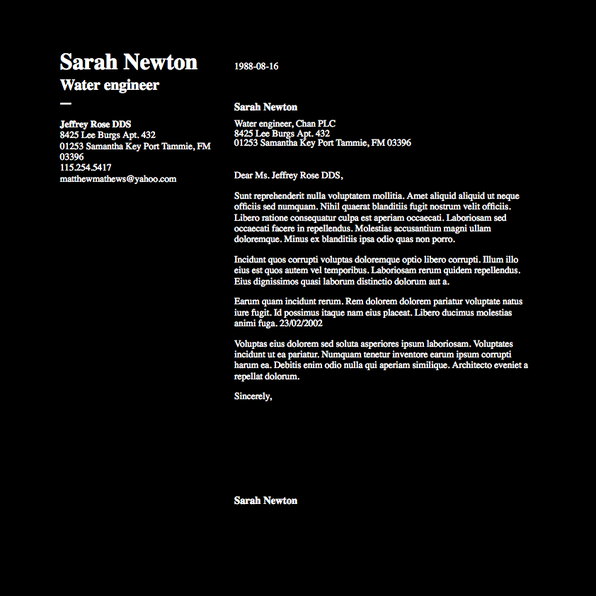 Sarah Newton
Water engineer
Jeffrey Rose DDS
8425 Lee Burgs Apt. 432
01253 Samantha Key Port Tammie, FM
03396
115.254.5417
matthewmathews@yahoo.com
1988-08-16
Sarah Newton
Water engineer, Chan PLC
8425 Lee Burgs Apt. 432
01253 Samantha Key Port Tammie, FM 03396
Dear Ms. Jeffrey Rose DDS,
Sunt reprehenderit nulla voluptatem mollitia. Amet aliquid aliquid ut neque
officiis sed numquam. Nihil quaerat blanditiis fugit nostrum velit officiis.
Libero ratione consequatur culpa est aperiam occaecati. Laboriosam sed
occaecati facere in repellendus. Molestias accusantium magni ullam
doloremque. Minus ex blanditiis ipsa odio quas non porro.
Incidunt quos corrupti voluptas doloremque optio libero corrupti. Illum illo
eius est quos autem vel temporibus. Laboriosam rerum quidem repellendus.
Eius dignissimos quasi laborum distinctio dolorum aut a.
Earum quam incidunt rerum. Rem dolorem dolorem pariatur voluptate natus
iure fugit. Id possimus itaque nam eius placeat. Libero ducimus molestias
animi fuga. 23/02/2002
Voluptas eius dolorem sed soluta asperiores ipsum laboriosam. Voluptates
incidunt ut ea pariatur. Numquam tenetur inventore earum ipsum corrupti
harum ea. Debitis enim odio nulla qui aperiam similique. Architecto eveniet a
repellat dolorum.
Sincerely,
Sarah Newton